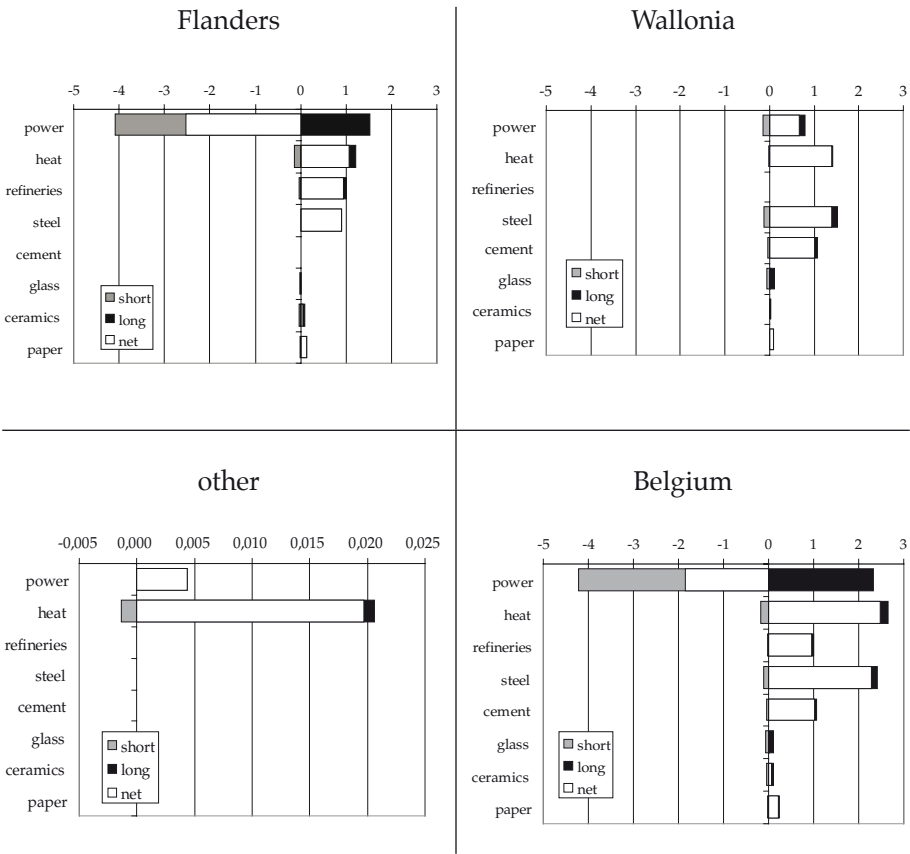 Flanders
-5 -4 -3 -2 -1 0 1 2 3
power
heat
refineries
steel
cement
glass
ceramics
paper
short
long
net
Wallonia
-5 -4 -3 -2 -1 0 1 2 3
power
heat
refineries
steel
cement
glass
ceramics
paper
short
long
net
other
-0,005 0,000 0,005 0,010 0,015 0,020 0,025
power
heat
refineries
steel
cement
glass
ceramics
paper
short
long
net
Belgium
-5 -4 -3 -2 -1 0 1 2 3
power
heat
refineries
steel
cement
glass
ceramics
paper
short
long
net